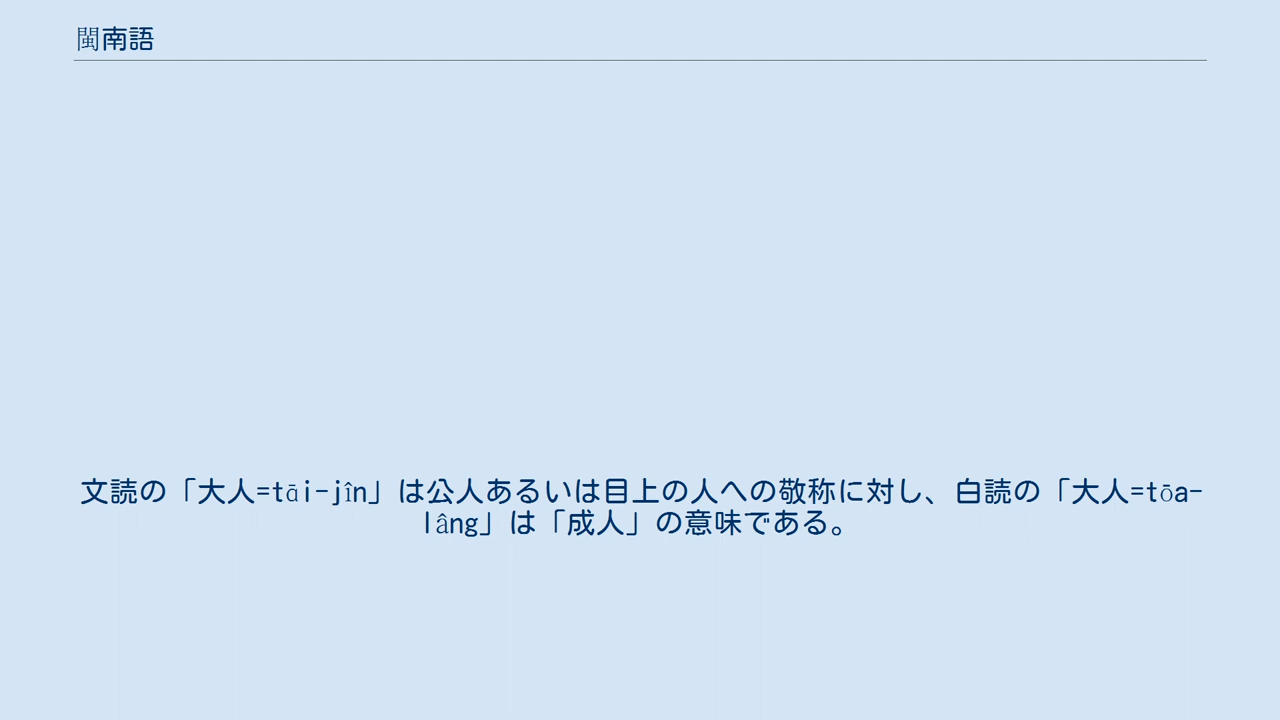 閩南語
文読の「大人=tāi-jîn」は公人あるいは目上の人への敬称に対し、白読の「大人=tōa-
lâng」は「成人」の意味である。